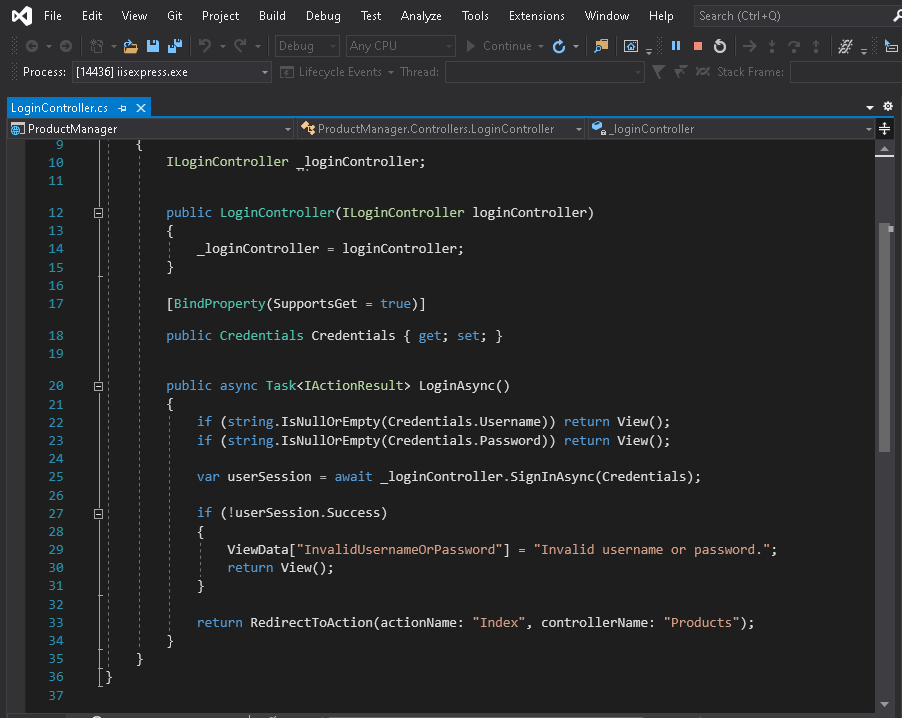 File Edit View Git Project Build Debug Test Analyze Tools Extensions Window Help Search (Ctrl+Q)
Debug Any CPU Continue
Process: [14436] iisexpress.exe Lifecycle Events Thread: Stack Frame:
LoginController.cs
ProductManager ProductManager.Controllers.LoginController _loginController
9 {
10 ILoginController _loginController;
11
12 public LoginController(ILoginController loginController)
13 {
14 _loginController = loginController;
15 }
16
17 [BindProperty(SupportsGet = true)]
18 public Credentials Credentials { get; set; }
19
20 public async Task<IActionResult> LoginAsync()
21 {
22 if (string.IsNullOrEmpty(Credentials.Username)) return View();
23 if (string.IsNullOrEmpty(Credentials.Password)) return View();
24
25 var userSession = await _loginController.SignInAsync(Credentials);
26
27 if (!userSession.Success)
28 {
29 ViewData["InvalidUsernameOrPassword"] = "Invalid username or password.";
30 return View();
31 }
32
33 return RedirectToAction(actionName: "Index", controllerName: "Products");
34 }
35 }
36 }
37